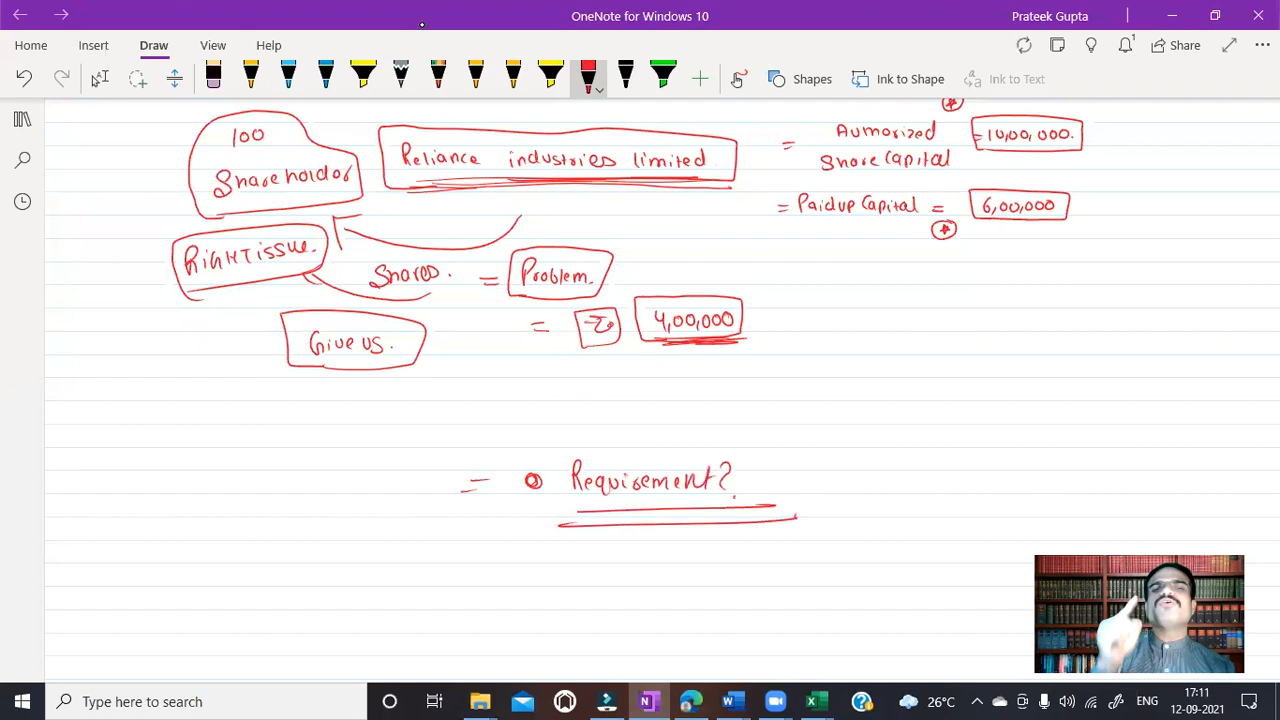 OneNote for Windows 10
Prateek Gupta
Home Insert Draw View Help
Share
Shapes
Ink to Shape
Ink to Text
100
Shareholder
Reliance industries limited
= Authorized = 10,00,000.
Share Capital
= Paidup Capital = 6,00,000
Right issue.
Shares. = Problem.
= 4,00,000
Give us.
= Requirement?
Type here to search
26°C
ENG
17:11
12-09-2021